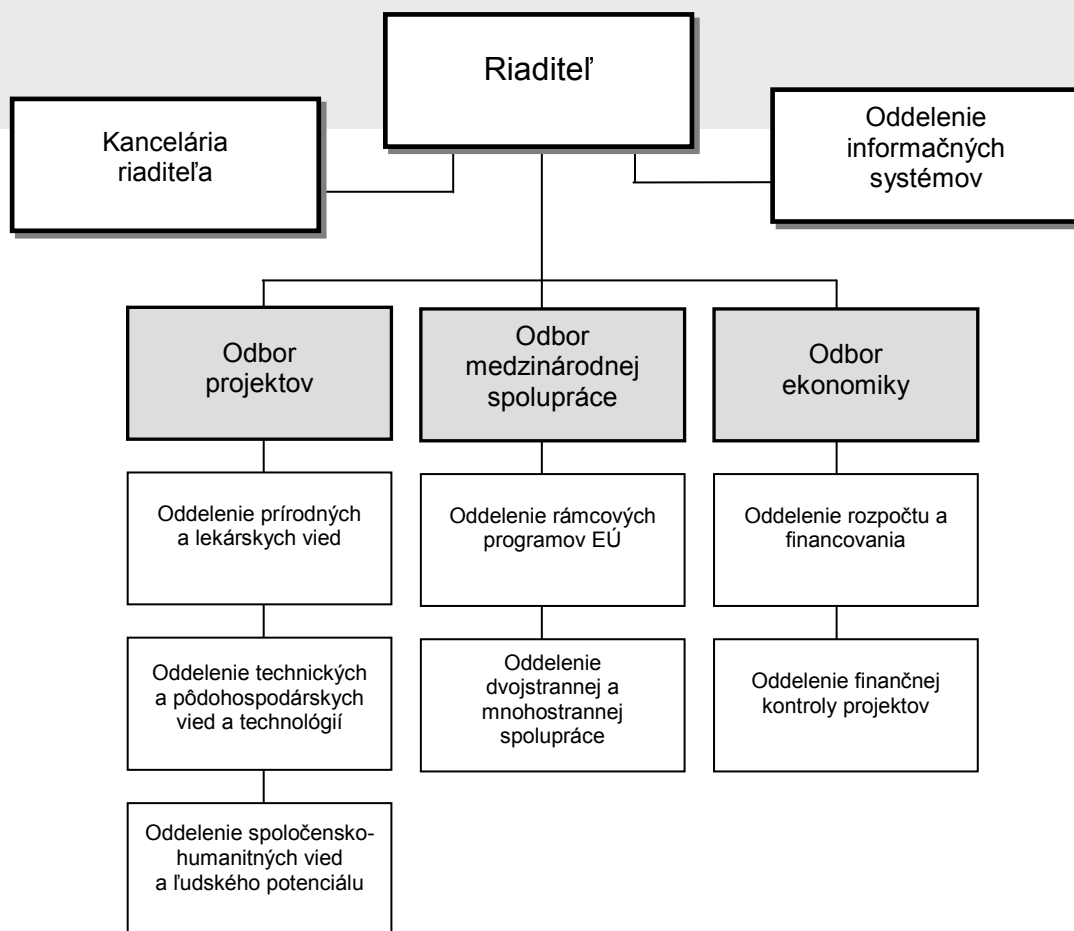 Riaditeľ
Kancelária
riaditeľa
Oddelenie
informačných
systémov
Odbor
projektov
Odbor
medzinárodnej
spolupráce
Odbor
ekonomiky
Oddelenie prírodných
a lekárskych vied
Oddelenie rámcových
programov EÚ
Oddelenie rozpočtu a
financovania
Oddelenie technických
a pôdohospodárskych
vied a technológií
Oddelenie
dvojstrannej a
mnohostrannej
spolupráce
Oddelenie finančnej
kontroly projektov
Oddelenie spoločensko-
humanitných vied
a ľudského potenciálu